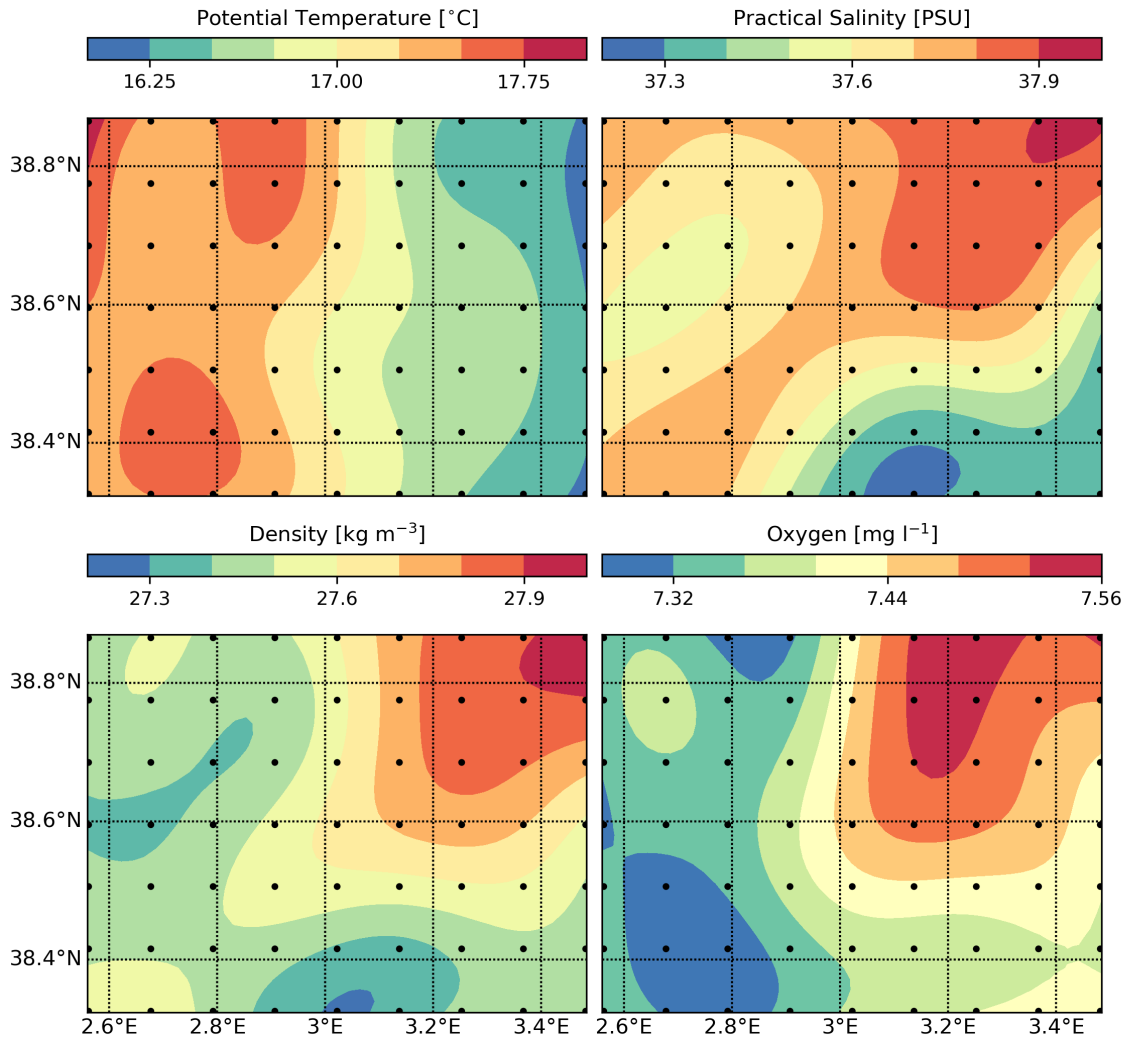 Potential Temperature [°C]
Practical Salinity [PSU]
16.25 17.00 17.75
37.3 37.6 37.9
38.8°N
38.6°N
38.4°N
Density [kg m⁻³]
Oxygen [mg l⁻¹]
27.3 27.6 27.9
7.32 7.44 7.56
38.8°N
38.6°N
38.4°N
2.6°E 2.8°E 3°E 3.2°E 3.4°E
2.6°E 2.8°E 3°E 3.2°E 3.4°E